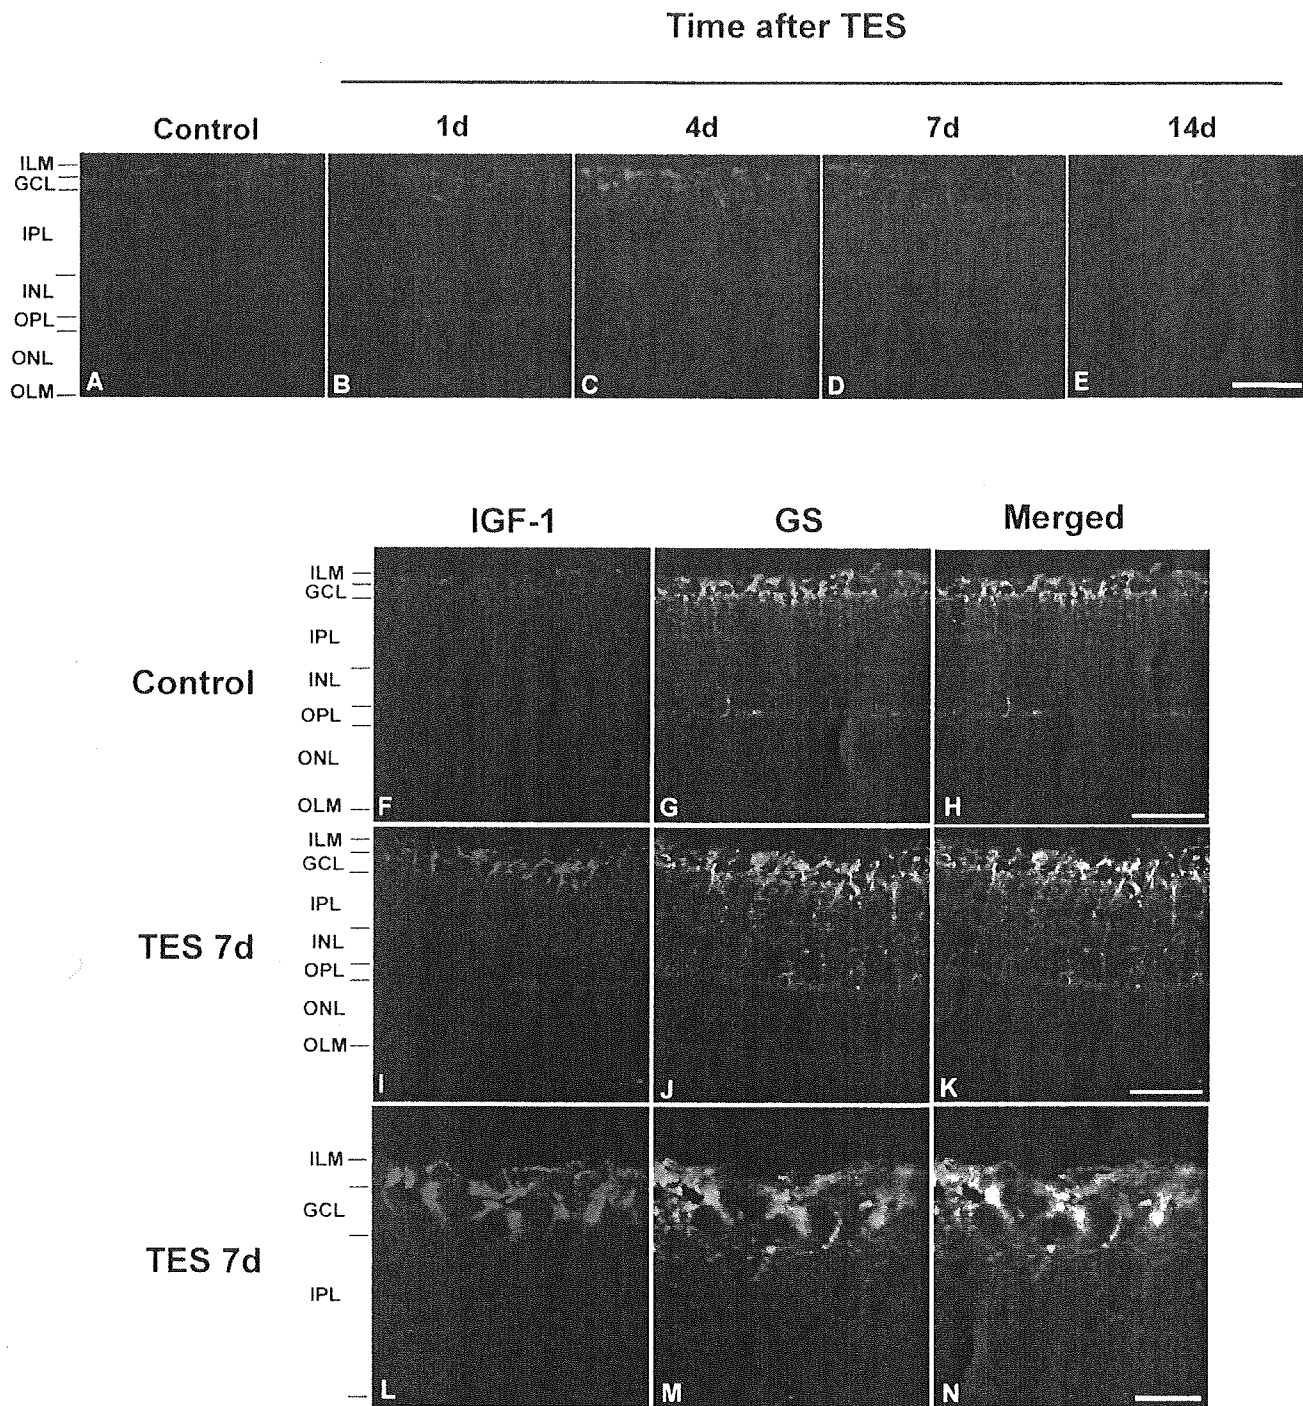 Time after TES
Control 1d 4d 7d 14d
ILM
GCL
IPL
INL
OPL
ONL
OLM
A B C D E
IGF-1 GS Merged
Control
ILM
GCL
IPL
INL
OPL
ONL
OLM
F G H
TES 7d
ILM
GCL
IPL
INL
OPL
ONL
OLM
I J K
TES 7d
ILM
GCL
IPL
L M N